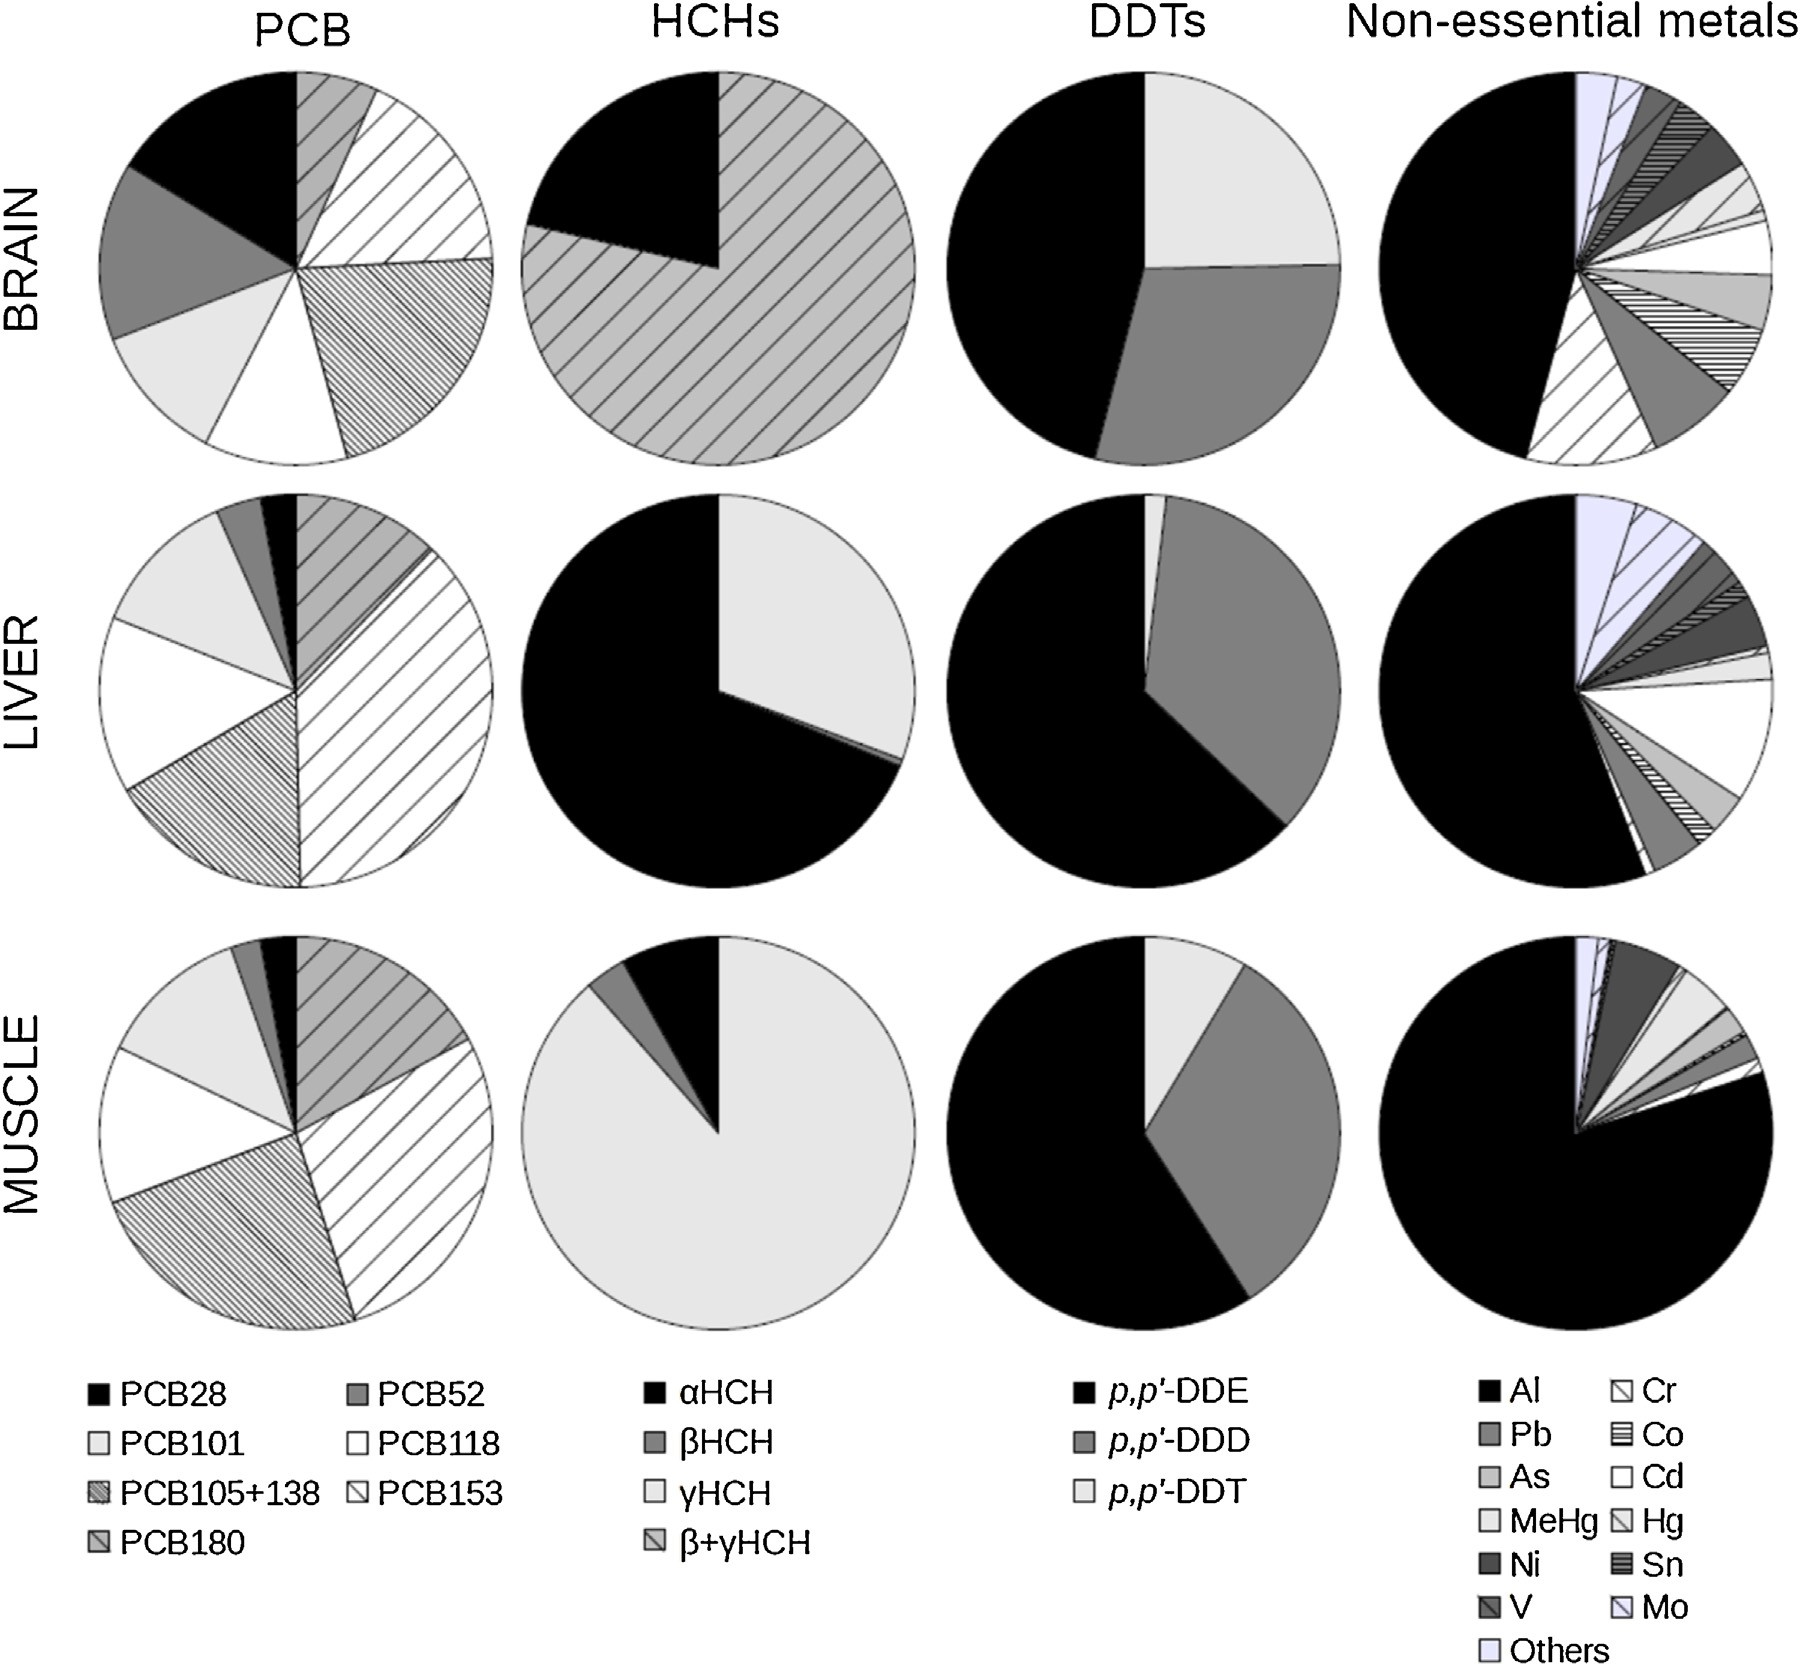 PCB HCHs DDTs Non-essential metals
BRAIN
LIVER
MUSCLE
PCB28 PCB52 αHCH p,p'-DDE Al Cr
PCB101 PCB118 βHCH p,p'-DDD Pb Co
PCB105+138 PCB153 γHCH p,p'-DDT As Cd
PCB180 β+γHCH MeHg Hg
Ni Sn
V Mo
Others